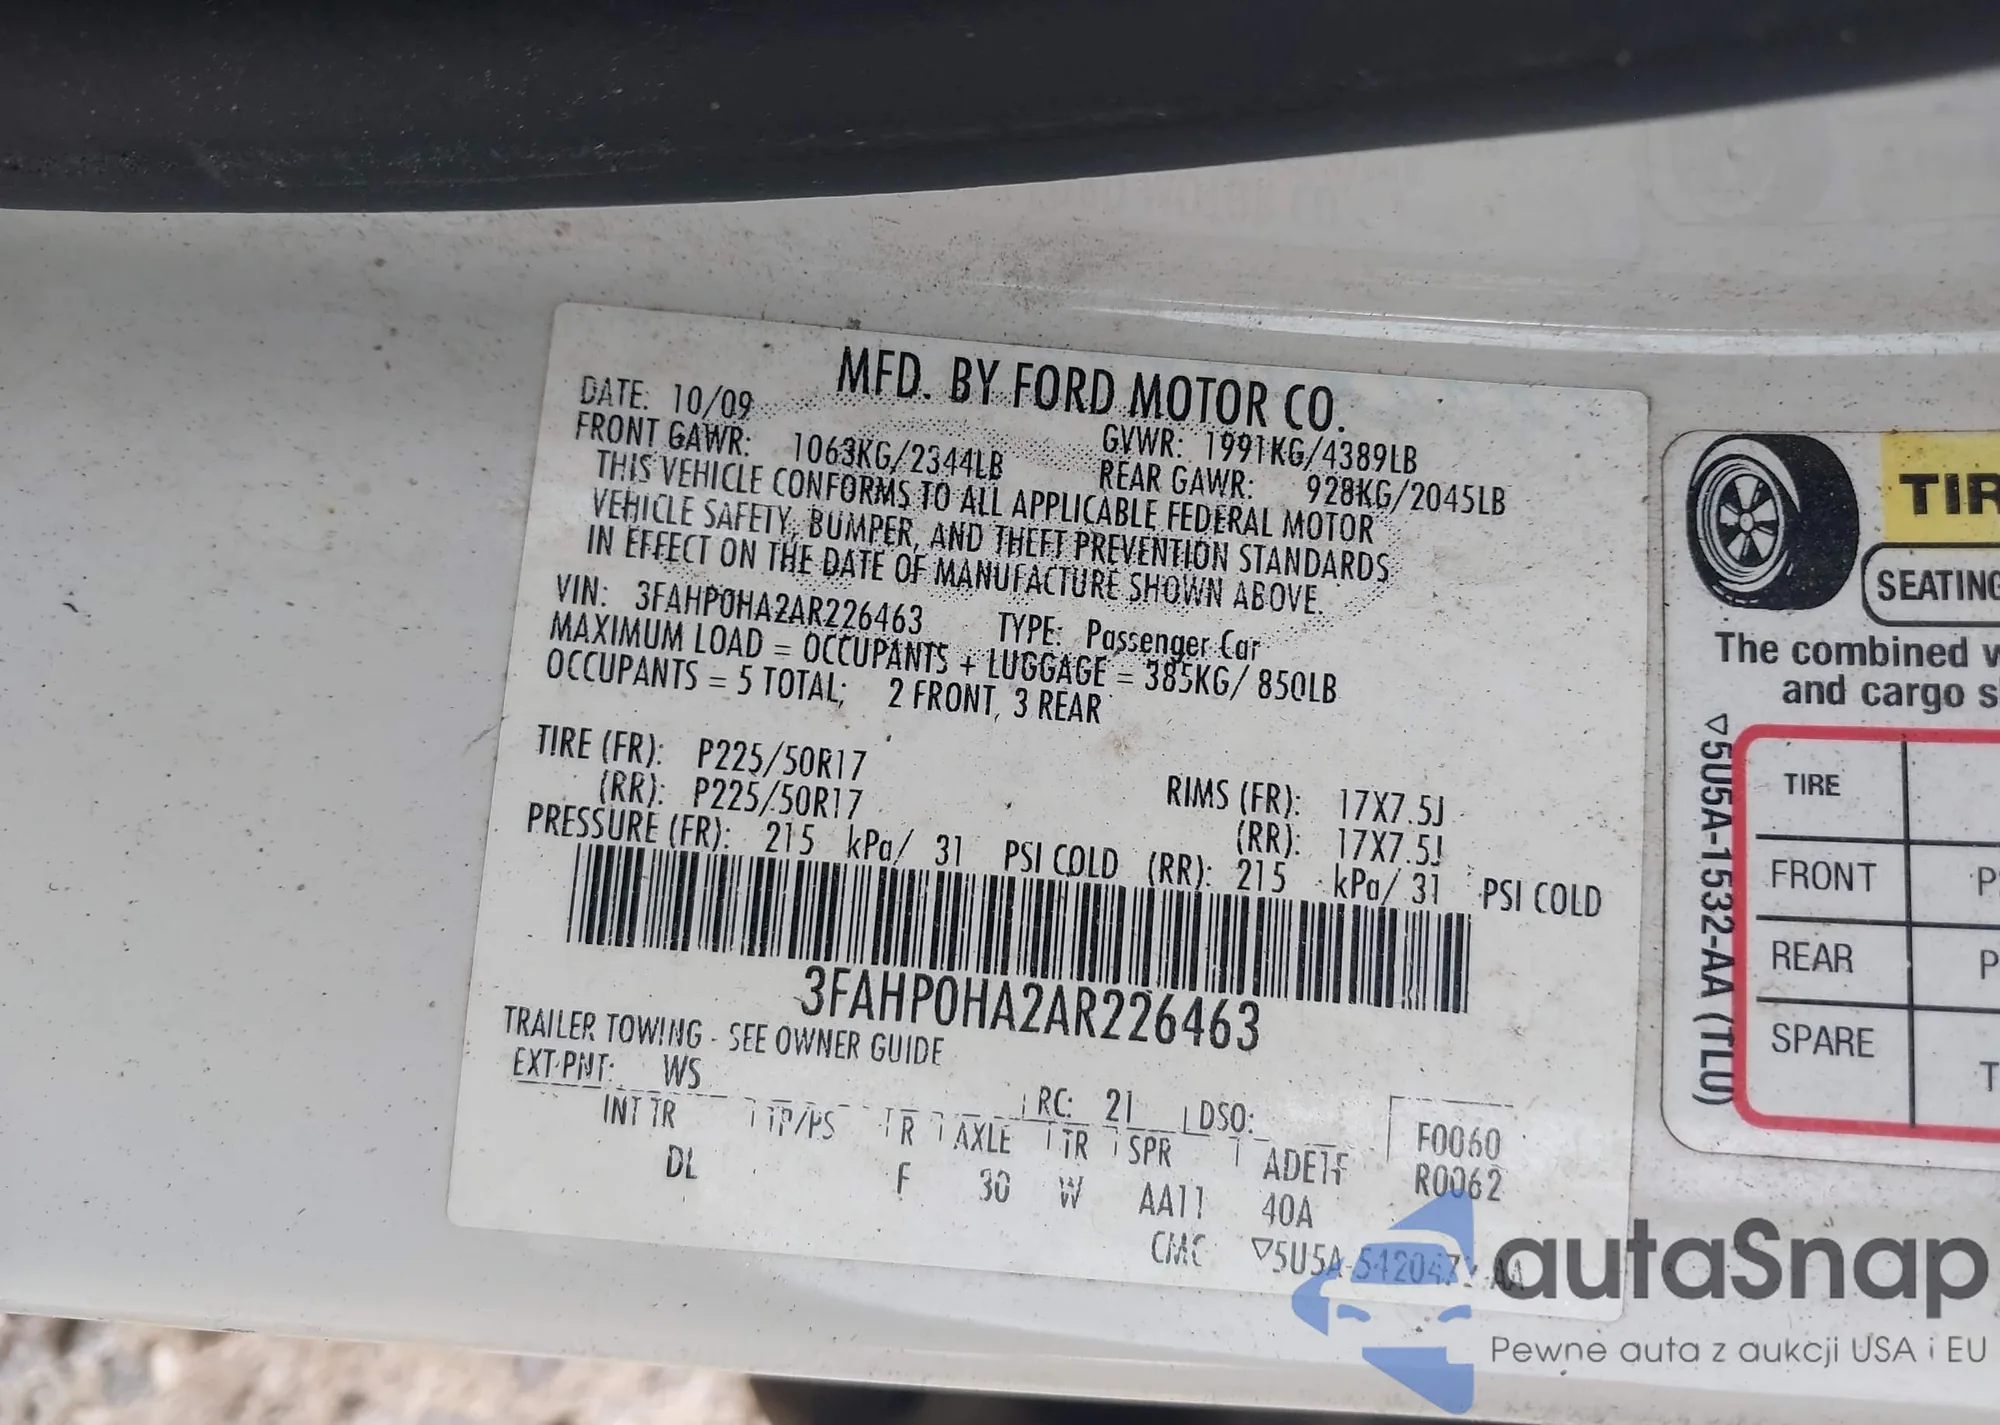 MFD. BY FORD MOTOR CO.
DATE: 10/09
GVWR: 1991KG/4389LB
FRONT GAWR: 1063KG/2344LB
REAR GAWR: 928KG/2045LB
THIS VEHICLE CONFORMS TO ALL APPLICABLE FEDERAL MOTOR
VEHICLE SAFETY, BUMPER, AND THEFT PREVENTION STANDARDS
IN EFFECT ON THE DATE OF MANUFACTURE SHOWN ABOVE.
VIN: 3FAHP0HA2AR226463 TYPE: Passenger Car
MAXIMUM LOAD = OCCUPANTS + LUGGAGE = 385KG/ 850LB
OCCUPANTS = 5 TOTAL; 2 FRONT, 3 REAR
TIRE (FR): P225/50R17 RIMS (FR): 17X7.5J
(RR): P225/50R17 (RR): 17X7.5J
PRESSURE (FR): 215 kPa/ 31 PSI COLD (RR): 215 kPa/ 31 PSI COLD
3FAHP0HA2AR226463
TRAILER TOWING - SEE OWNER GUIDE
EXT PNT: WS RC: 21 DSO: F0060
INT TR TP/PS R AXLE TR SPR R0062
DL F 30 W AA11 40A
CMC ▽5U5A
TIR
SEATING
The combined
and cargo
▽5U5A-1532-AA (TLU)
TIRE
FRONT P
REAR P
SPARE T
autaSnap
Pewne auta z aukcji USA i EU